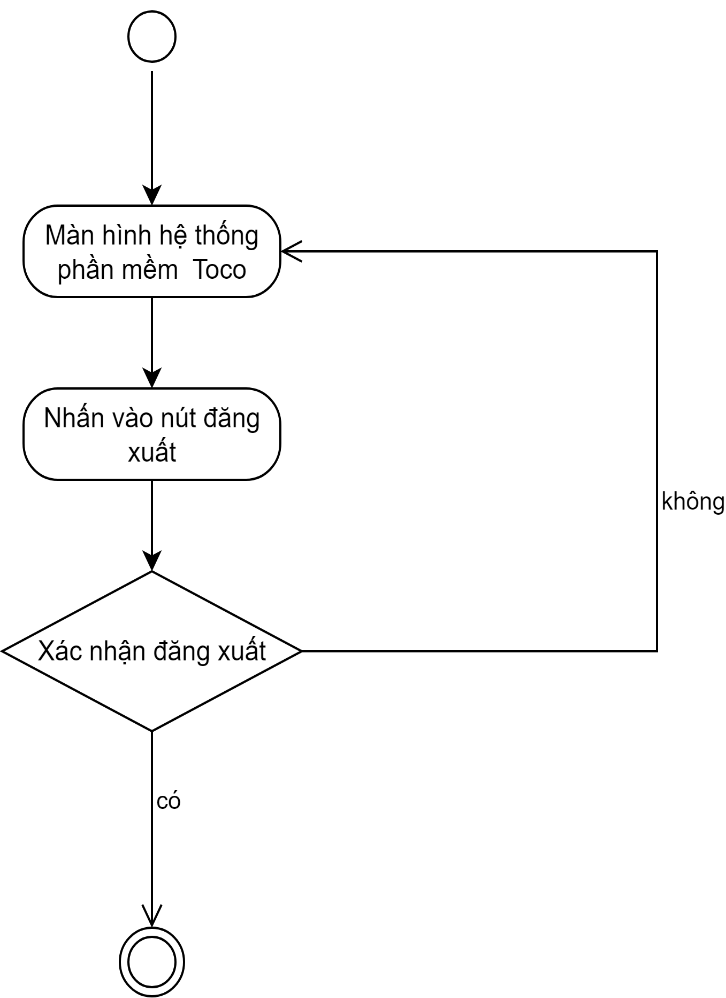 Màn hình hệ thống
phần mềm  Toco
Nhấn vào nút đăng
xuất
không
Xác nhận đăng xuất
có